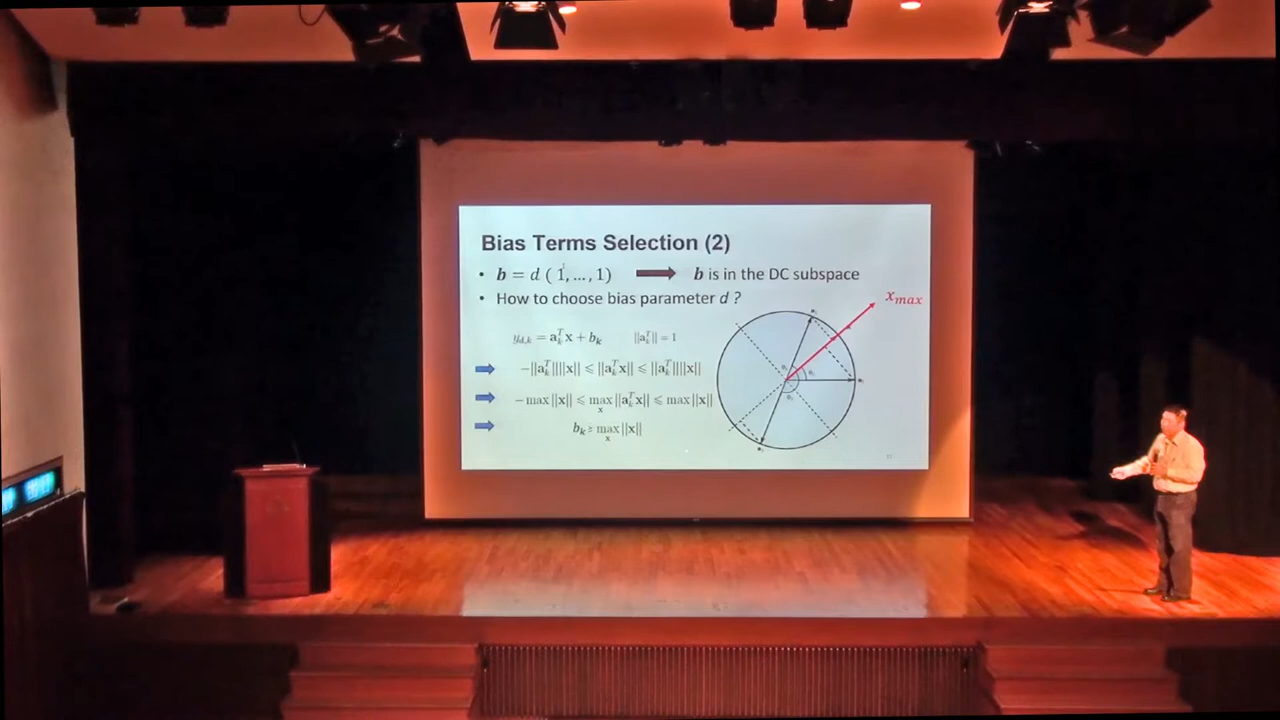 Bias Terms Selection (2)
• b = d ( 1, ... , 1) b is in the DC subspace
• How to choose bias parameter d ?
x_max
y_{d,k} = a_k^T x + b_k ||a_k^T|| = 1
−||a_k^T||||x|| ⩽ ||a_k^T x|| ⩽ ||a_k^T||||x||
− max ||x|| ⩽ max_x ||a_k^T x|| ⩽ max ||x||
b_k = max_x ||x||